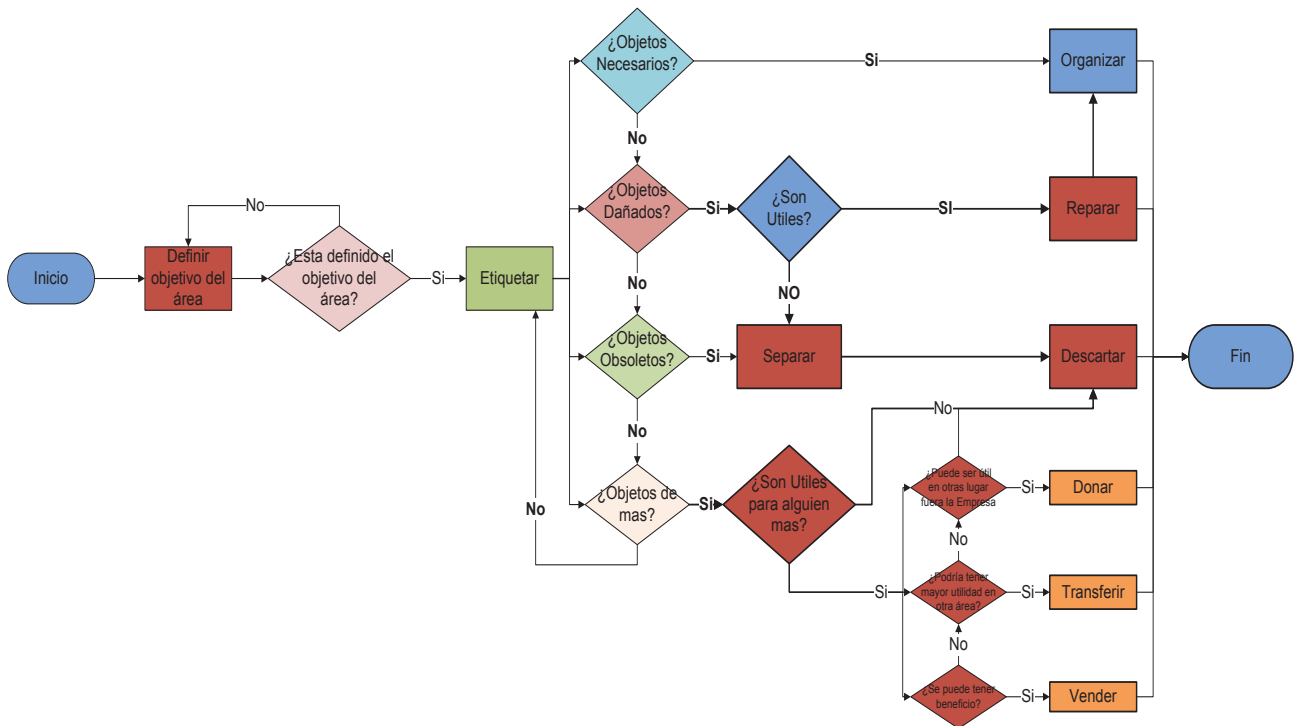 ¿Objetos
Necesarios?
Si
Organizar
No
¿Objetos
Dañados?
Si
¿Son
Utiles?
SI
Reparar
No
Inicio
Definir
objetivo del
área
¿Esta definido el
objetivo del
área?
Si
Etiquetar
No
NO
¿Objetos
Obsoletos?
Si
Separar
Descartar
Fin
No
No
¿Objetos de
mas?
Si
¿Son Utiles
para alguien
mas?
No
¿Puede ser útil
en otras lugar
fuera la Empresa
Si
Donar
No
Si
¿Podría tener
mayor utilidad en
otra área?
Si
Transferir
No
¿Se puede tener
beneficio?
Si
Vender